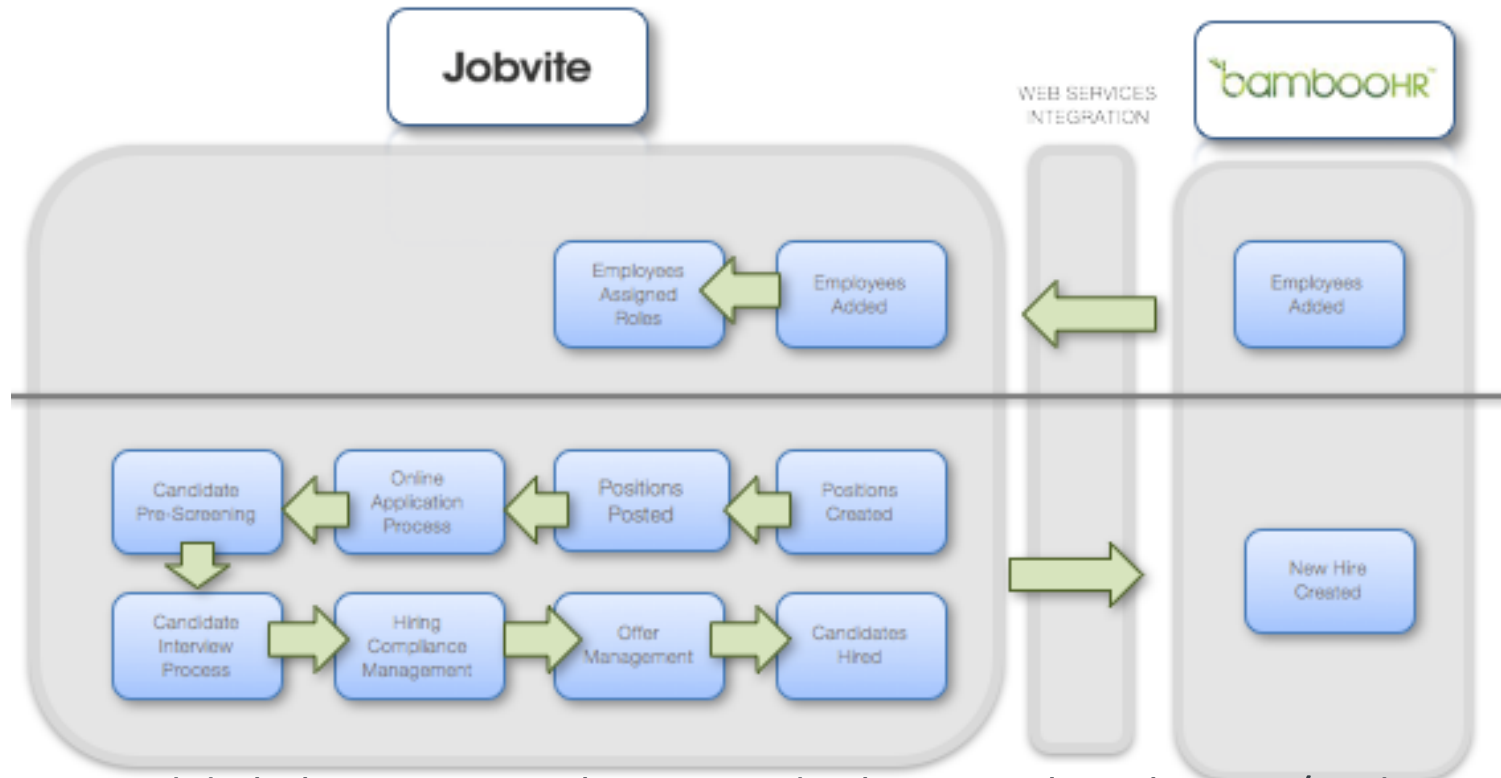 Jobvite
bambooHR™
WEB SERVICES
INTEGRATION
Employees
Assigned
Roles
Employees
Added
Employees
Added
Candidate
Pre-Screening
Online
Application
Process
Positions
Posted
Positions
Created
New Hire
Created
Candidate
Interview
Process
Hiring
Compliance
Management
Offer
Management
Candidates
Hired